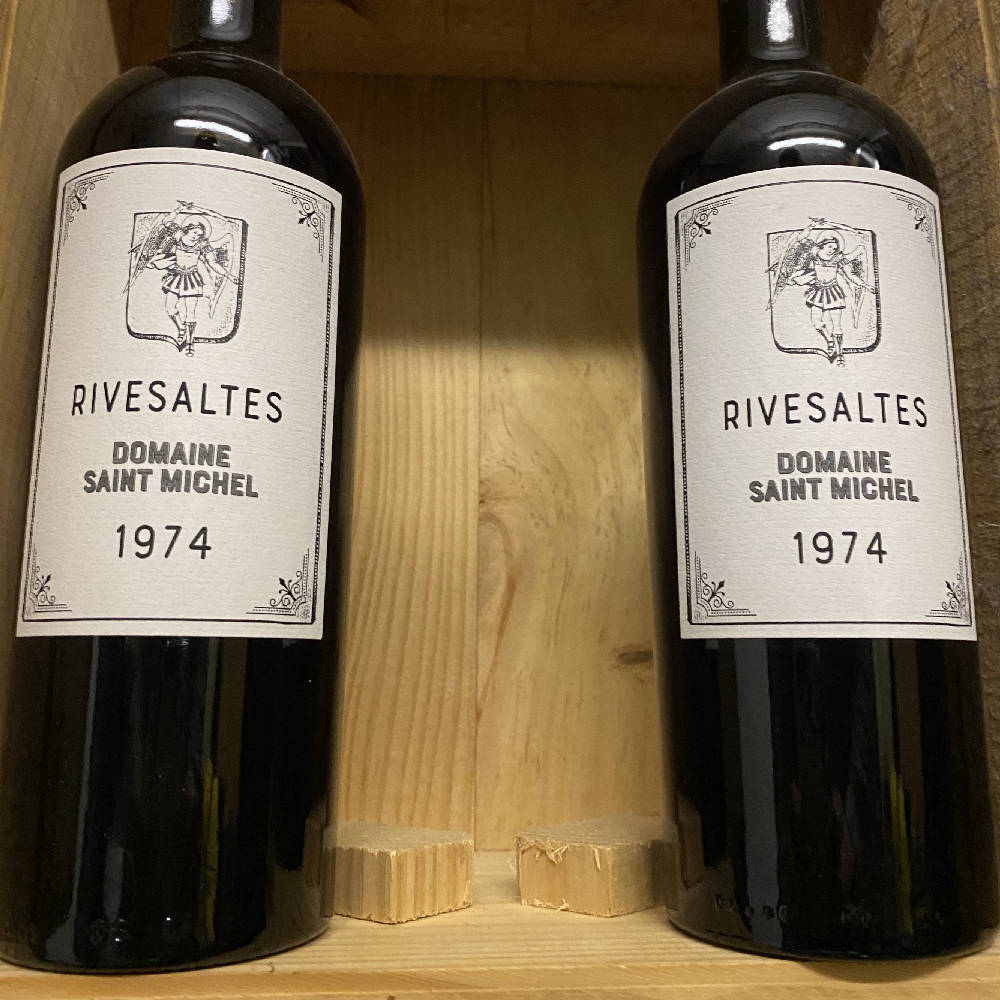 RIVESALTES
DOMAINE
SAINT MICHEL
1974
RIVESALTES
DOMAINE
SAINT MICHEL
1974